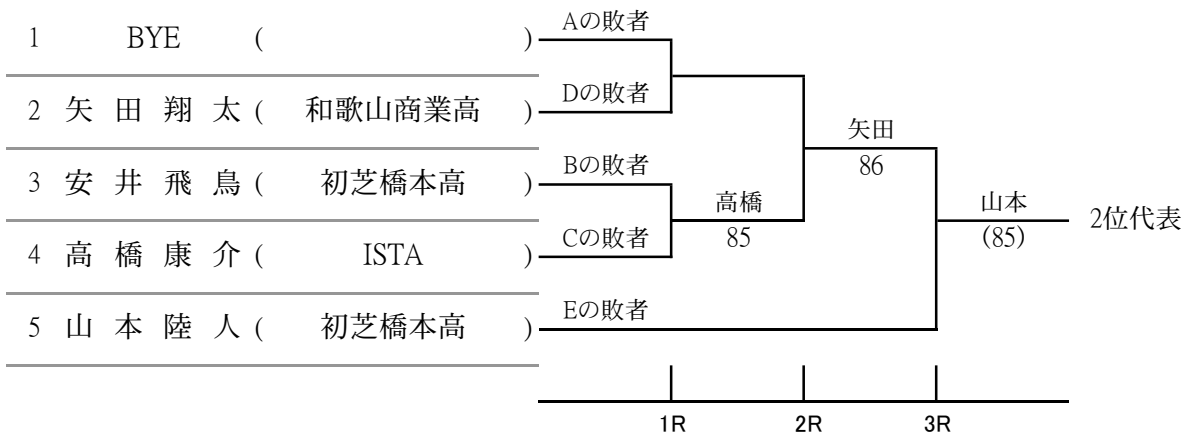 1 BYE ( ) Aの敗者
2 矢田翔太 ( 和歌山商業高 ) Dの敗者
矢田
86
3 安井飛鳥 ( 初芝橋本高 ) Bの敗者
高橋
85
山本
(85)
2位代表
4 高橋康介 ( ISTA ) Cの敗者
5 山本陸人 ( 初芝橋本高 ) Eの敗者
1R 2R 3R